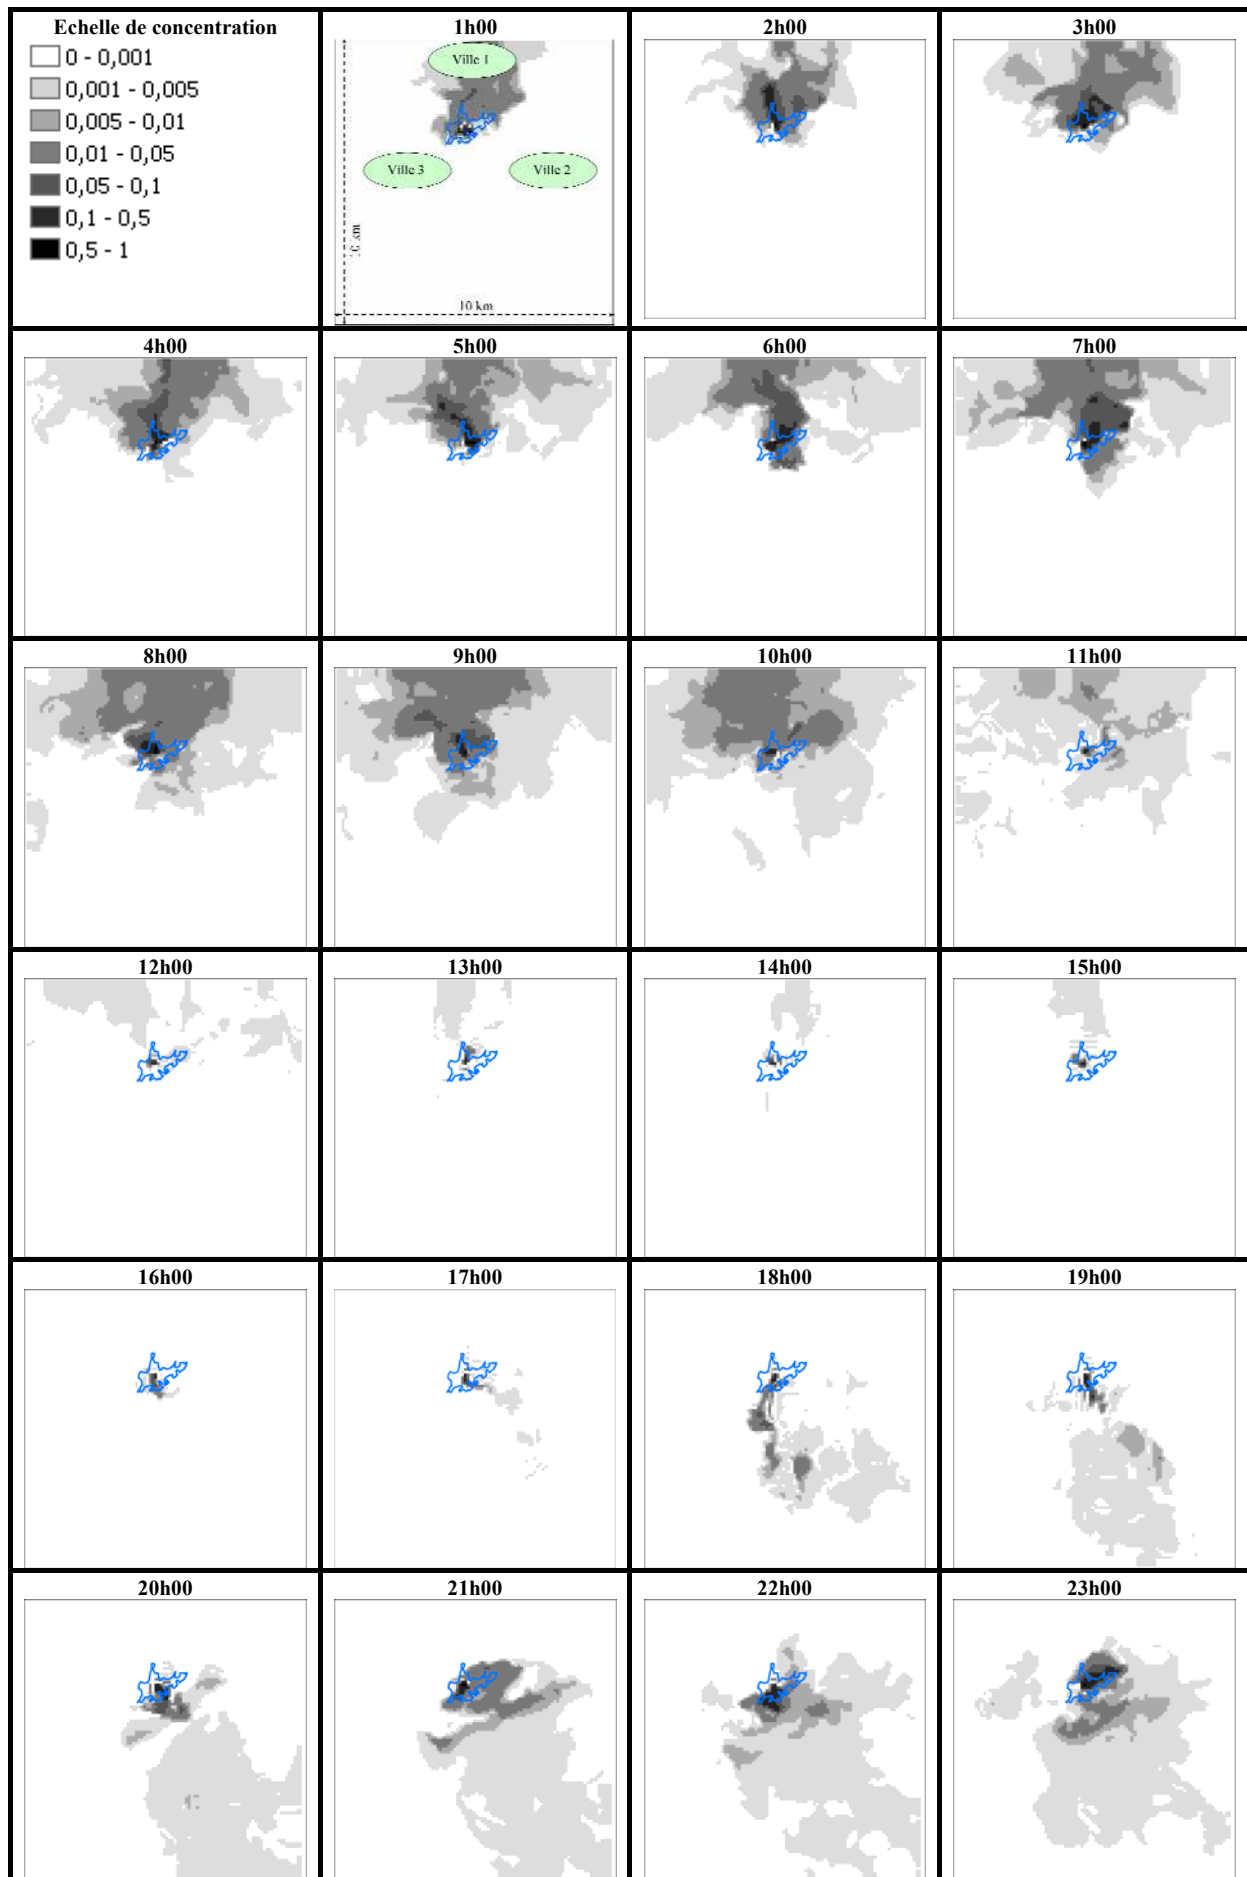 Echelle de concentration
0 - 0,001
0,001 - 0,005
0,005 - 0,01
0,01 - 0,05
0,05 - 0,1
0,1 - 0,5
0,5 - 1
1h00
Ville 1
Ville 3
Ville 2
10 km
10 km
2h00
3h00
4h00
5h00
6h00
7h00
8h00
9h00
10h00
11h00
12h00
13h00
14h00
15h00
16h00
17h00
18h00
19h00
20h00
21h00
22h00
23h00